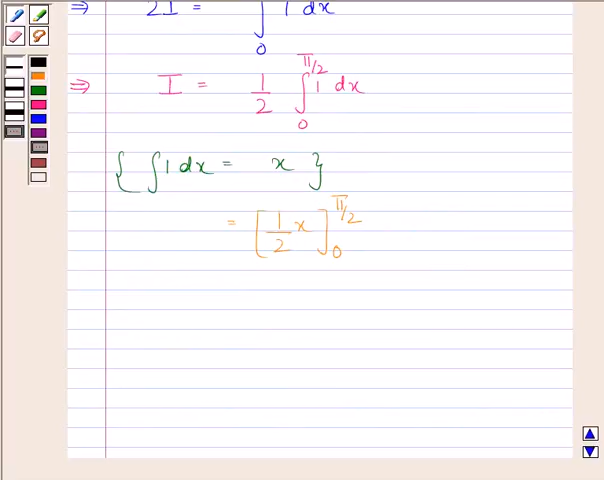 ⇒ 2I = ∫₀ 1 dx
⇒ I = 1/2 ∫₀^{π/2} 1 dx
{ ∫ 1 dx = x }
= [ 1/2 x ]₀^{π/2}